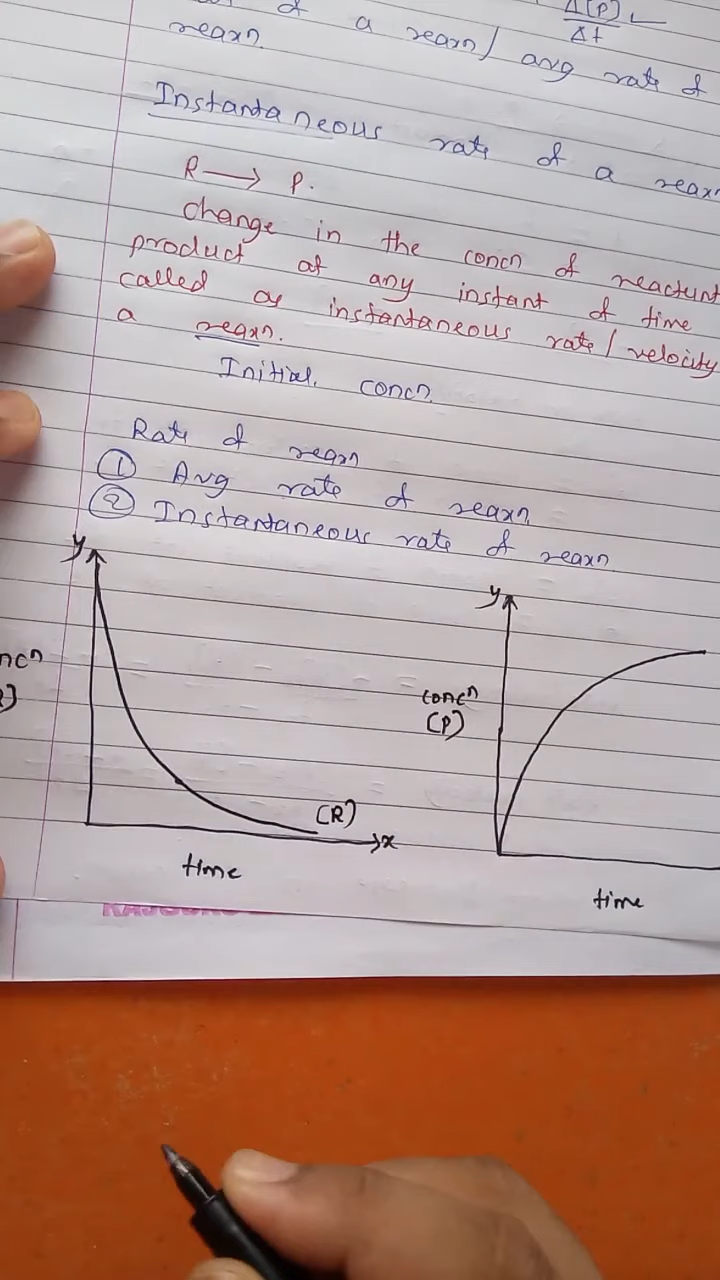 Δ[P]
Δt
of a reaxn/ avg rate of
reaxn.
Instantaneous rate of a reaxn
R ⟶ P.
change in the concn of reactant
product at any instant of time
called as instantaneous rate / velocity
a reaxn.
Initial concn.
Rate of reaxn
① Avg rate of reaxn
② Instantaneous rate of reaxn
y
[R]
x
time
y
concⁿ
[P]
time